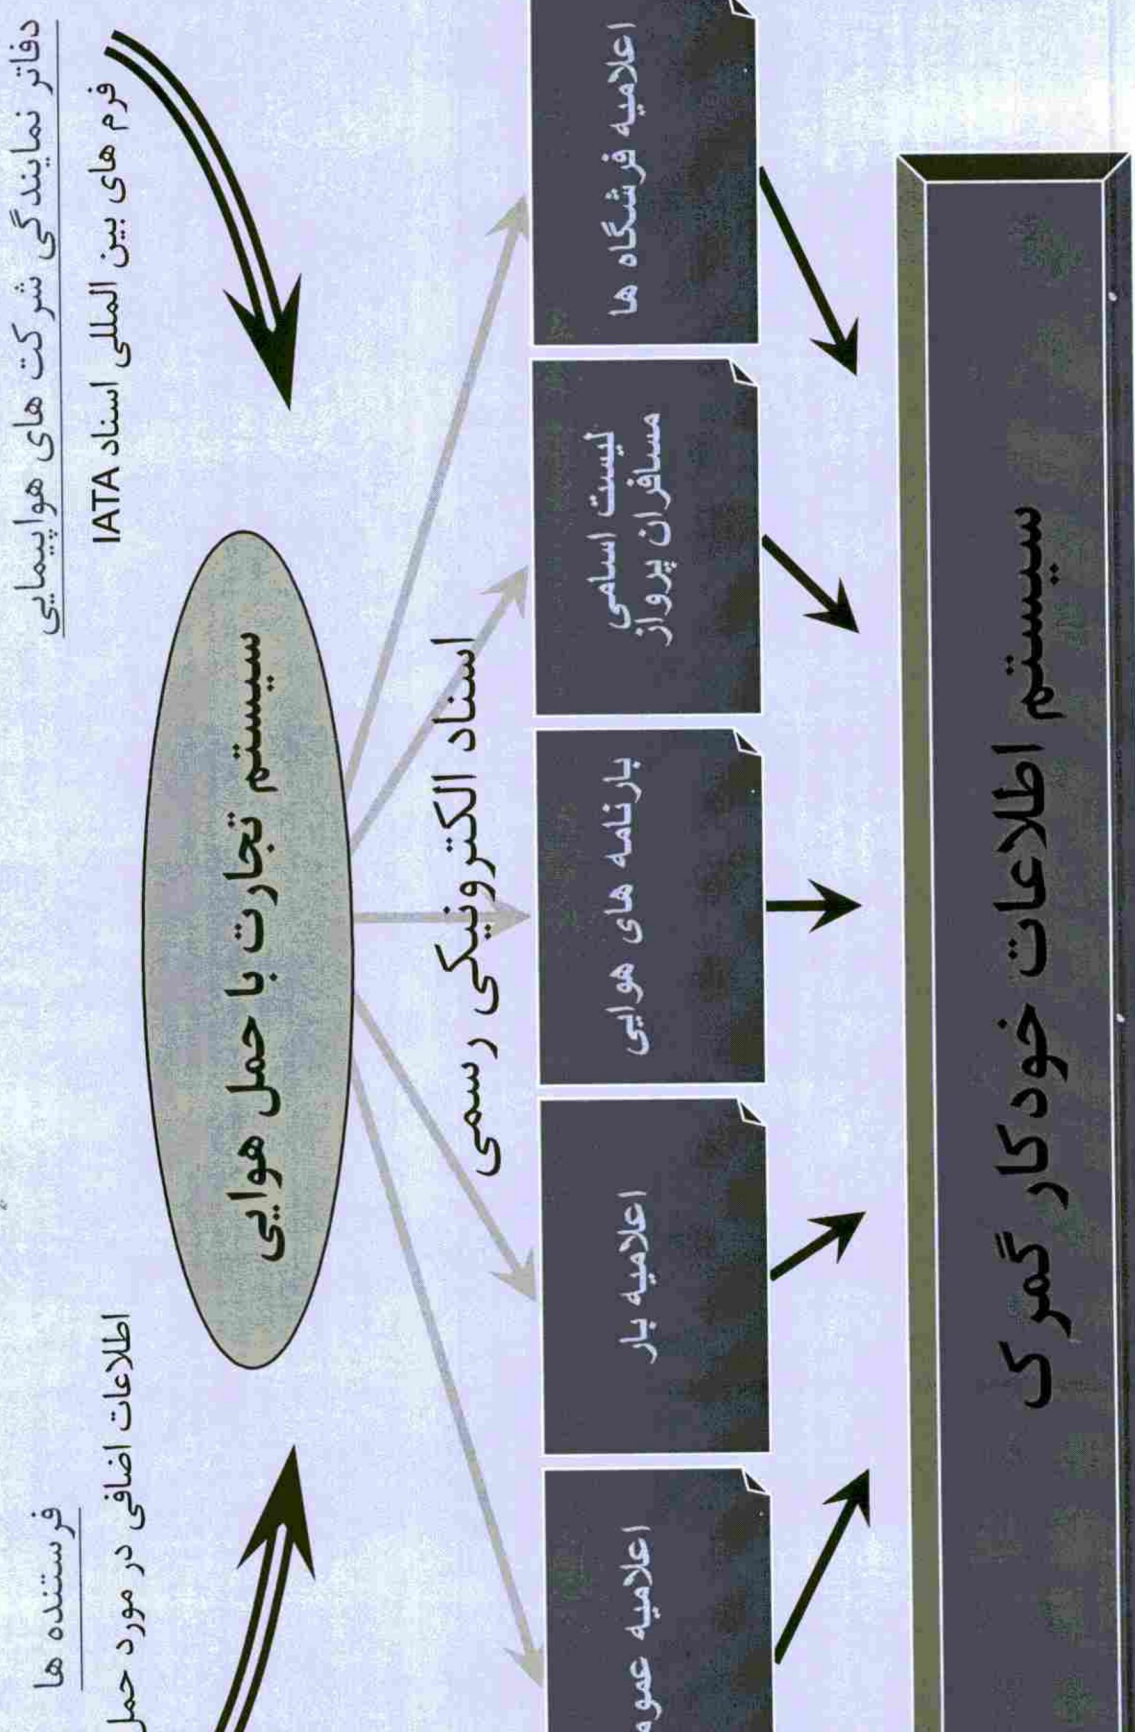 دفاتر نمایندگی شرکت های هواپیمایی
فرم های بین المللی اسناد IATA
فرستنده ها
اطلاعات اضافی در مورد حمل
سیستم تجارت با حمل هوایی
اسناد الکترونیکی رسمی
اعلامیه فرشگاه ها
لیست اسامی
مسافران پرواز
بارنامه های هوایی
اعلامیه بار
اعلامیه عموم
سیستم اطلاعات خودکار گمرک